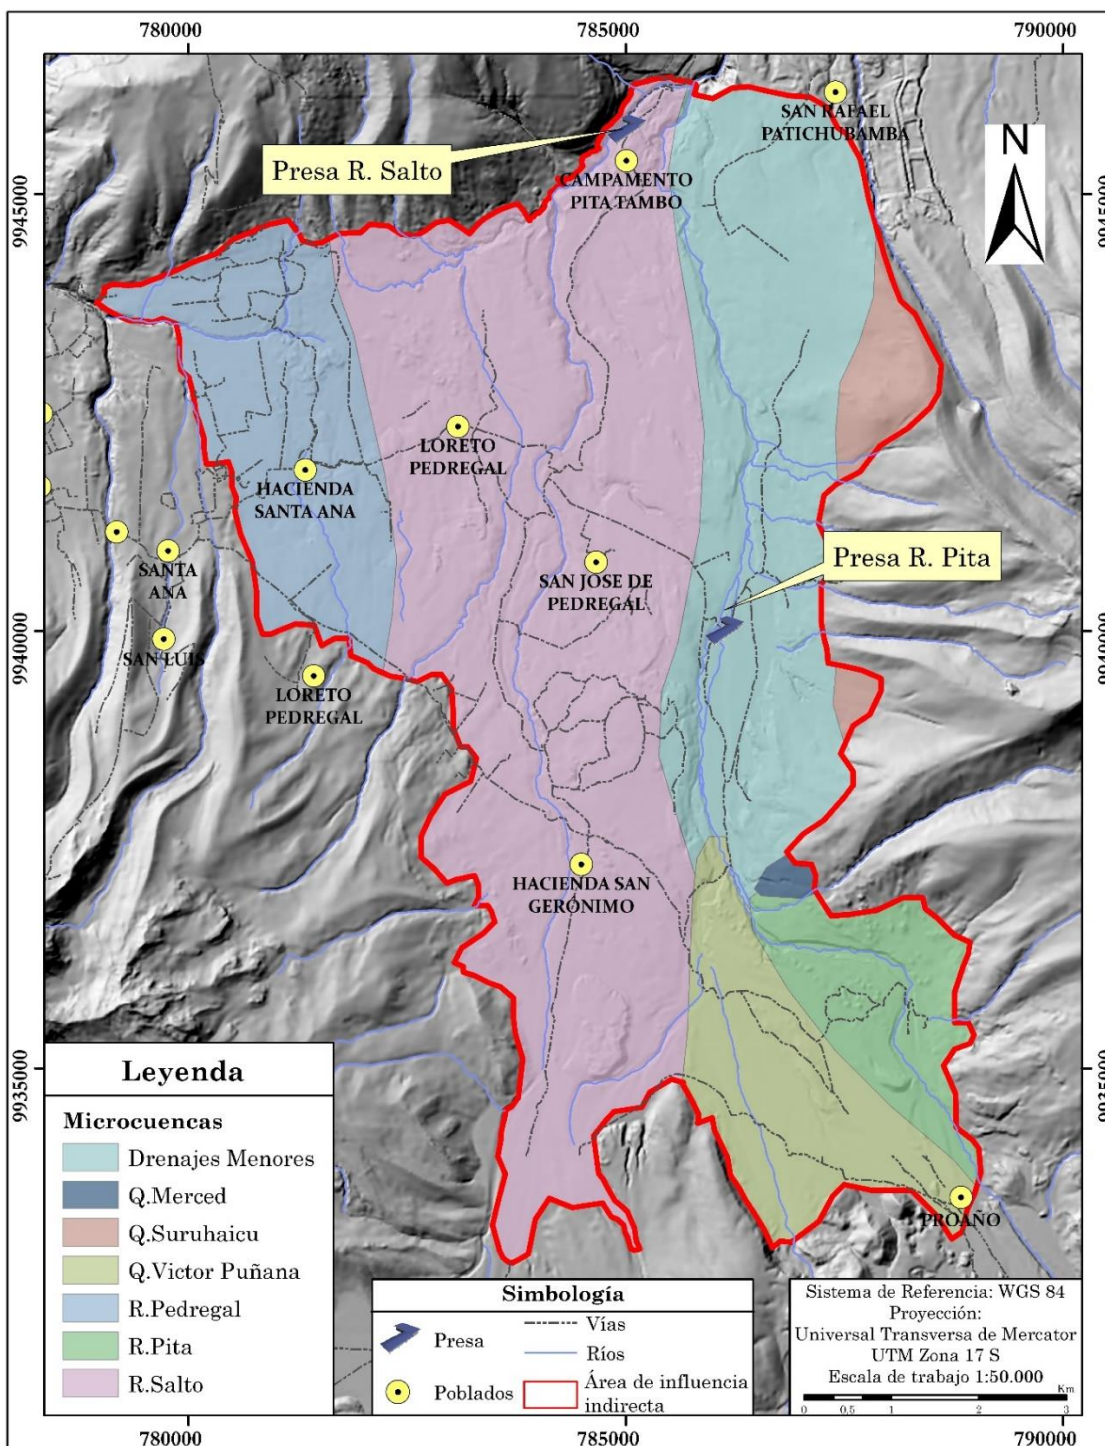 780000
785000
790000
SAN RAFAEL
PATICHUBAMBA
N
Presa R. Salto
CAMPAMENTO
PITA TAMBO
9945000
9945000
LORETO
PEDREGAL
HACIENDA
SANTA ANA
Presa R. Pita
SANTA
ANA
SAN JOSE DE
PEDREGAL
9940000
9940000
SAN LUIS
LORETO
PEDREGAL
HACIENDA SAN
GERÓNIMO
9935000
9935000
PROAÑO
Leyenda
Microcuencas
Drenajes Menores
Q.Merced
Q.Suruhaicu
Q.Victor Puñana
R.Pedregal
R.Pita
R.Salto
Simbología
Presa
Vías
Ríos
Poblados
Área de influencia
indirecta
Sistema de Referencia: WGS 84
Proyección:
Universal Transversa de Mercator
UTM Zona 17 S
Escala de trabajo 1:50.000
Km
0 0,5 1 2 3
780000
785000
790000